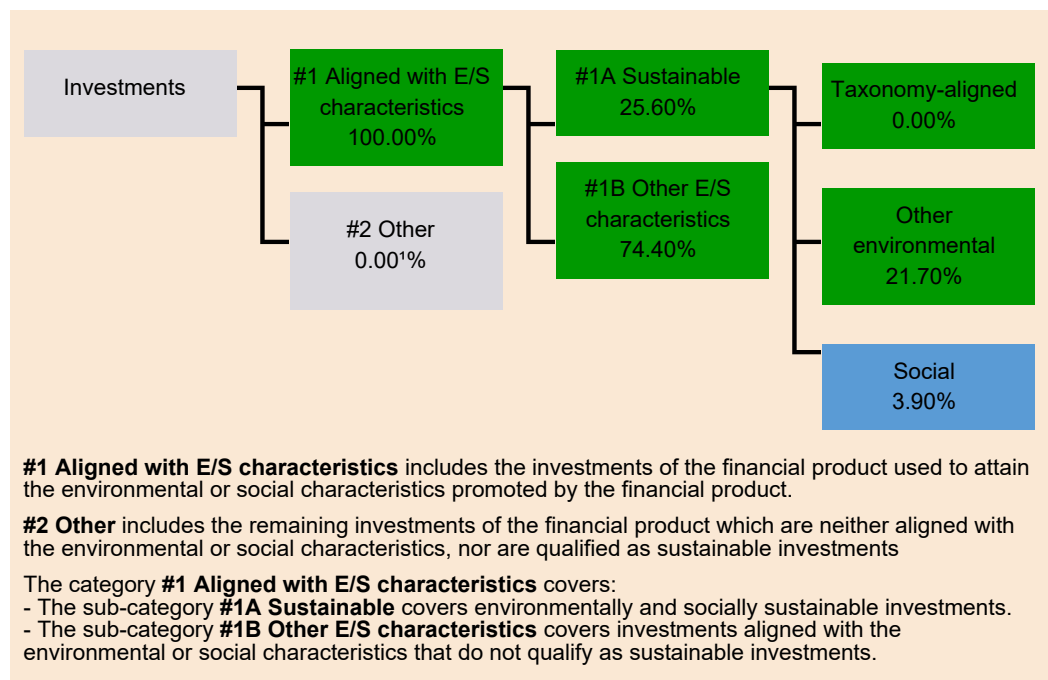 Investments
#1 Aligned with E/S
characteristics
100.00%
#2 Other
0.00¹%
#1A Sustainable
25.60%
#1B Other E/S
characteristics
74.40%
Taxonomy-aligned
0.00%
Other
environmental
21.70%
Social
3.90%
#1 Aligned with E/S characteristics includes the investments of the financial product used to attain
the environmental or social characteristics promoted by the financial product.
#2 Other includes the remaining investments of the financial product which are neither aligned with
the environmental or social characteristics, nor are qualified as sustainable investments
The category #1 Aligned with E/S characteristics covers:
- The sub-category #1A Sustainable covers environmentally and socially sustainable investments.
- The sub-category #1B Other E/S characteristics covers investments aligned with the
environmental or social characteristics that do not qualify as sustainable investments.